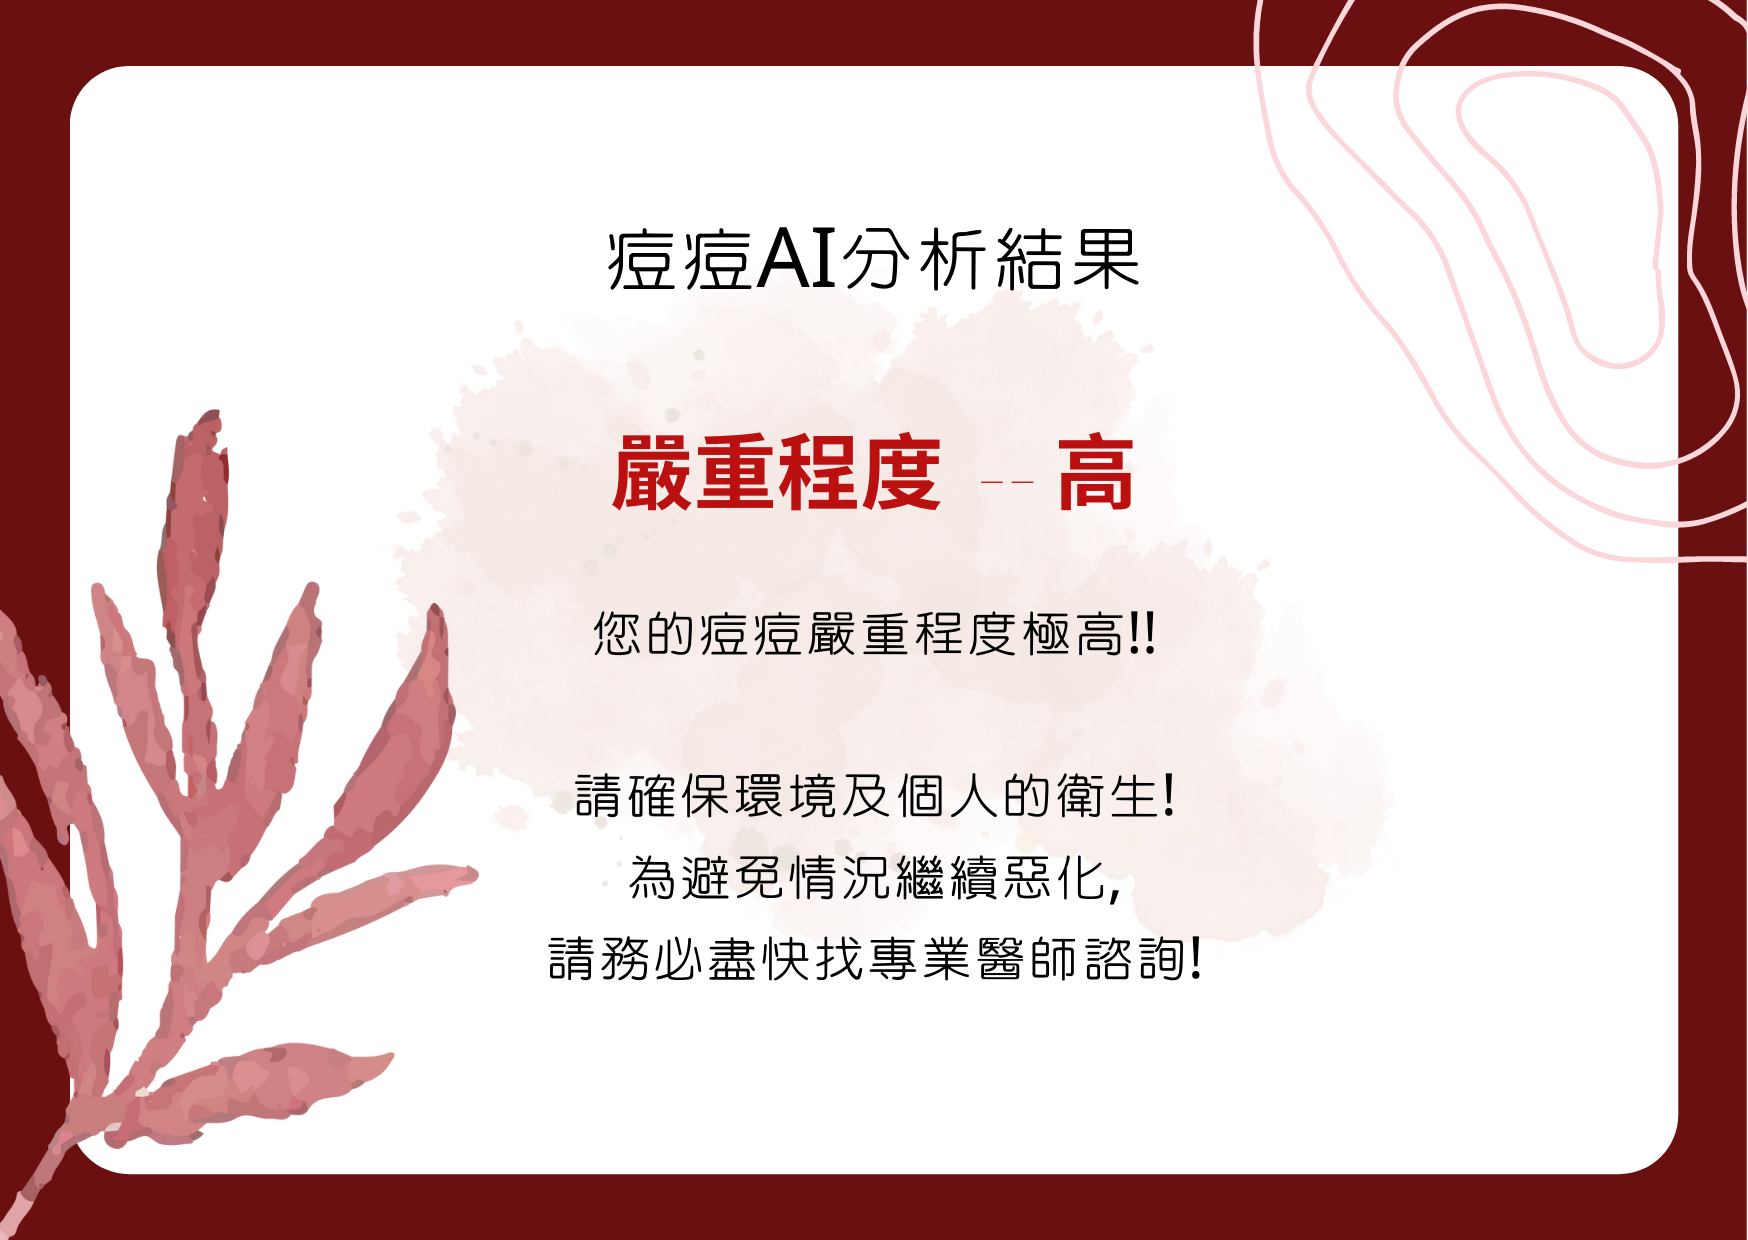 痘痘AI分析結果
嚴重程度 -- 高
您的痘痘嚴重程度極高!!
請確保環境及個人的衛生!
為避免情況繼續惡化,
請務必盡快找專業醫師諮詢!